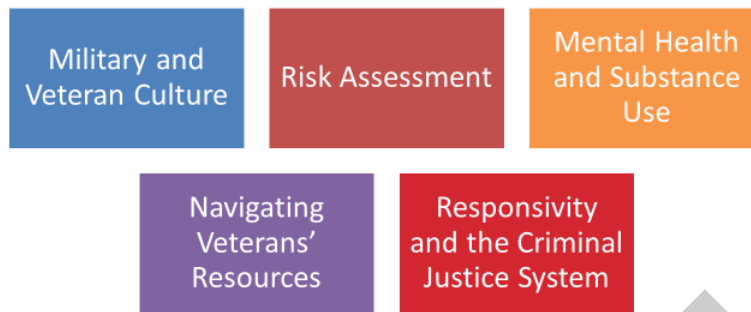 Military and
Veteran Culture
Risk Assessment
Mental Health
and Substance
Use
Navigating
Veterans’
Resources
Responsivity
and the Criminal
Justice System